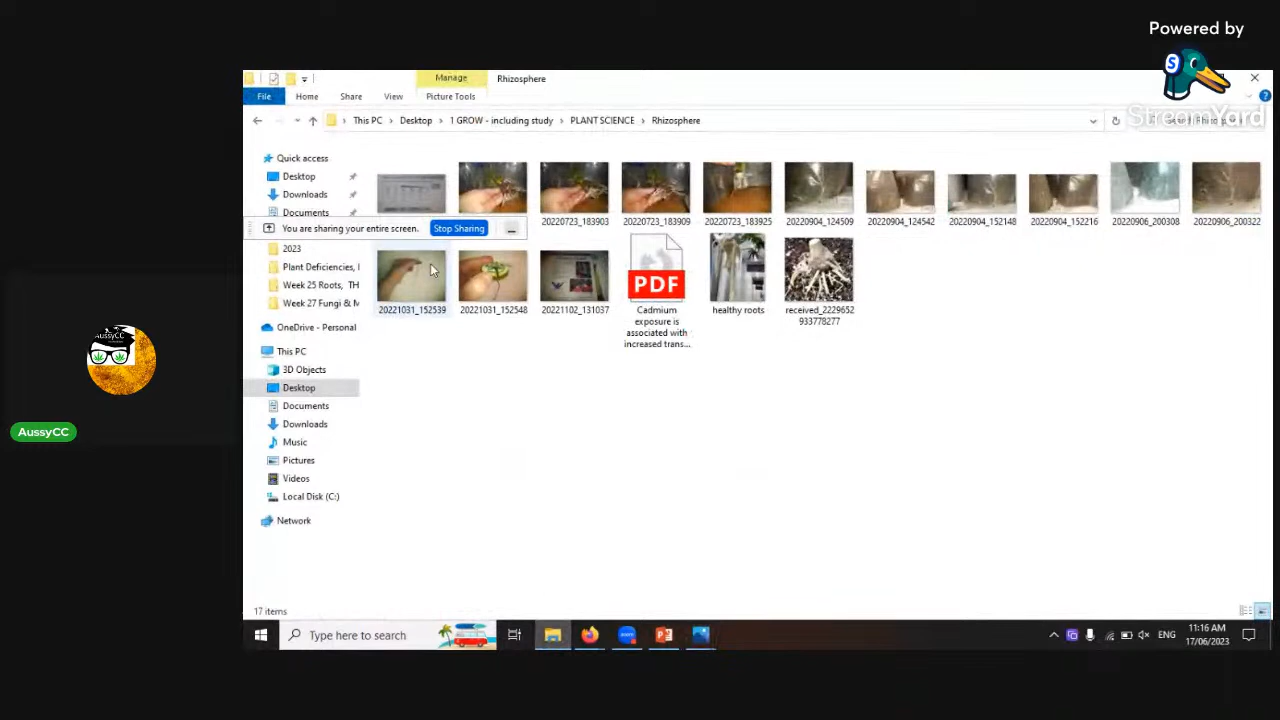 Powered by
S
StreamYard
Manage
Rhizosphere
File
Home
Share
View
Picture Tools
This PC
Desktop
1 GROW - including study
PLANT SCIENCE
Rhizosphere
Quick access
Desktop
Downloads
Documents
You are sharing your entire screen.
Stop Sharing
2023
Plant Deficiencies, I
Week 25 Roots, TH
Week 27 Fungi & M
OneDrive - Personal
This PC
3D Objects
Desktop
Documents
Downloads
Music
Pictures
Videos
Local Disk (C:)
Network
20220723_183903
20220723_183909
20220723_183925
20220904_124509
20220904_124542
20220904_152148
20220904_152216
20220906_200308
20220906_200322
20221031_152539
20221031_152548
20221102_131037
PDF
Cadmium
exposure is
associated with
increased trans...
healthy roots
received_2229652
933778277
AussyCC
AussyCC
17 items
Type here to search
ENG
11:16 AM
17/06/2023